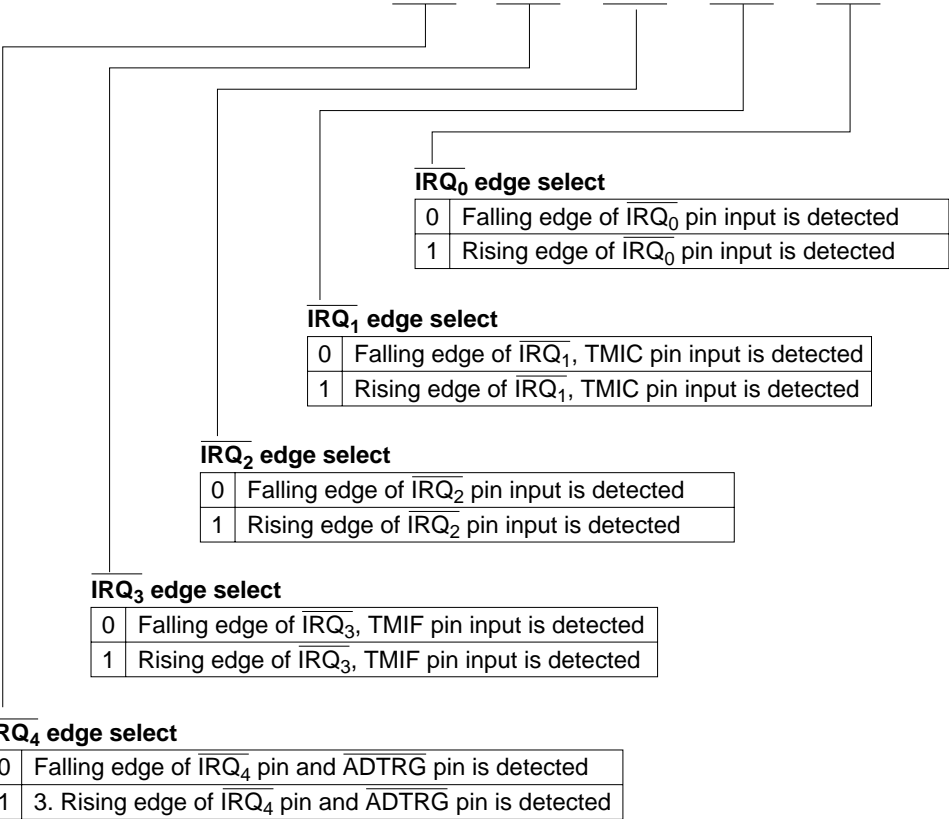 IRQ0 edge select
0 Falling edge of IRQ0 pin input is detected
1 Rising edge of IRQ0 pin input is detected
IRQ1 edge select
0 Falling edge of IRQ1, TMIC pin input is detected
1 Rising edge of IRQ1, TMIC pin input is detected
IRQ2 edge select
0 Falling edge of IRQ2 pin input is detected
1 Rising edge of IRQ2 pin input is detected
IRQ3 edge select
0 Falling edge of IRQ3, TMIF pin input is detected
1 Rising edge of IRQ3, TMIF pin input is detected
RQ4 edge select
0 Falling edge of IRQ4 pin and ADTRG pin is detected
1 3. Rising edge of IRQ4 pin and ADTRG pin is detected